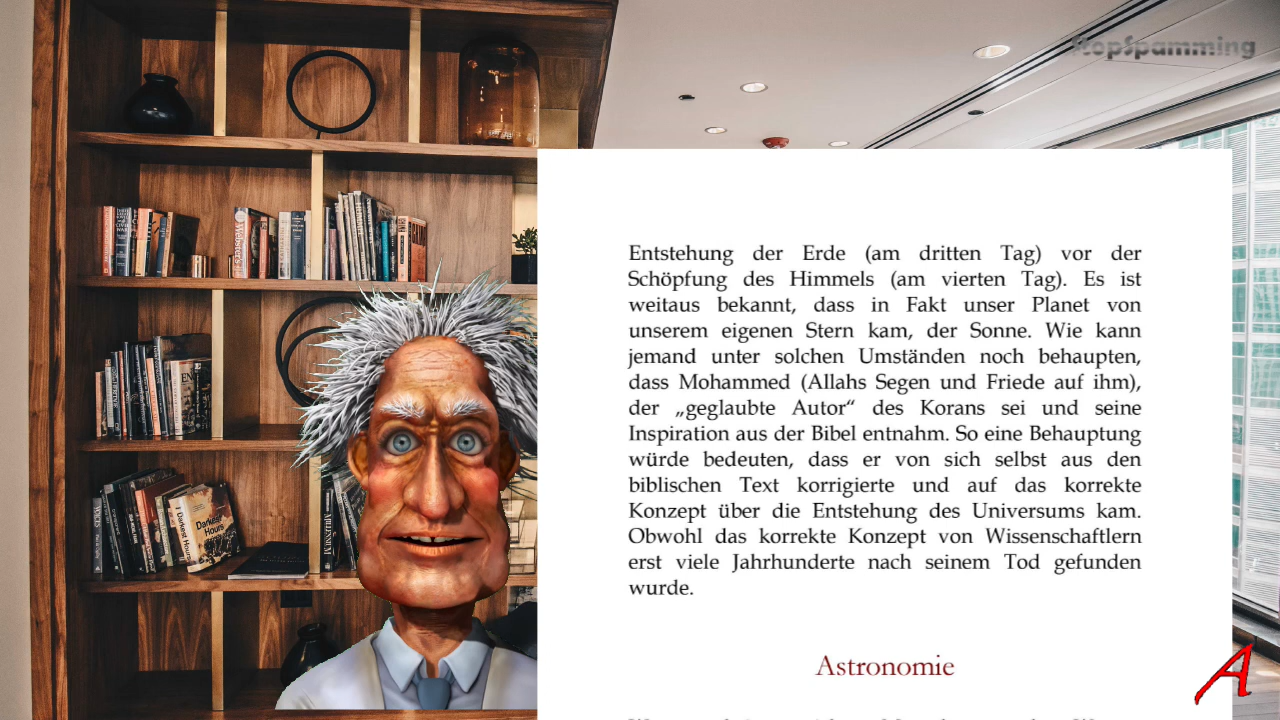 StopSpamming
Entstehung der Erde (am dritten Tag) vor der
Schöpfung des Himmels (am vierten Tag). Es ist
weitaus bekannt, dass in Fakt unser Planet von
unserem eigenen Stern kam, der Sonne. Wie kann
jemand unter solchen Umständen noch behaupten,
dass Mohammed (Allahs Segen und Friede auf ihm),
der „geglaubte Autor“ des Korans sei und seine
Inspiration aus der Bibel entnahm. So eine Behauptung
würde bedeuten, dass er von sich selbst aus den
biblischen Text korrigierte und auf das korrekte
Konzept über die Entstehung des Universums kam.
Obwohl das korrekte Konzept von Wissenschaftlern
erst viele Jahrhunderte nach seinem Tod gefunden
wurde.
Astronomie
A
Darkest
Hours